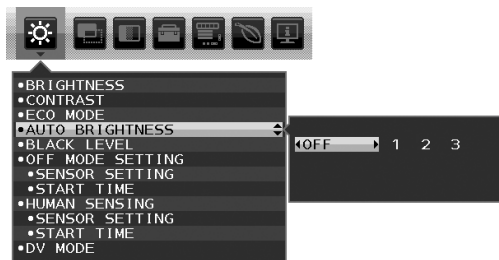 •BRIGHTNESS
•CONTRAST
•ECO MODE
•AUTO BRIGHTNESS
OFF 1 2 3
•BLACK LEVEL
•OFF MODE SETTING
•SENSOR SETTING
•START TIME
•HUMAN SENSING
•SENSOR SETTING
•START TIME
•DV MODE